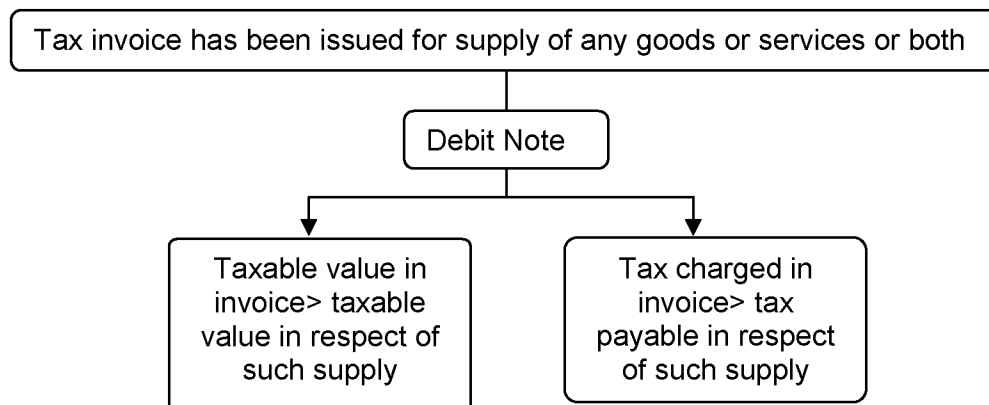 Tax invoice has been issued for supply of any goods or services or both
Debit Note
Taxable value in
invoice> taxable
value in respect of
such supply
Tax charged in
invoice> tax
payable in respect
of such supply